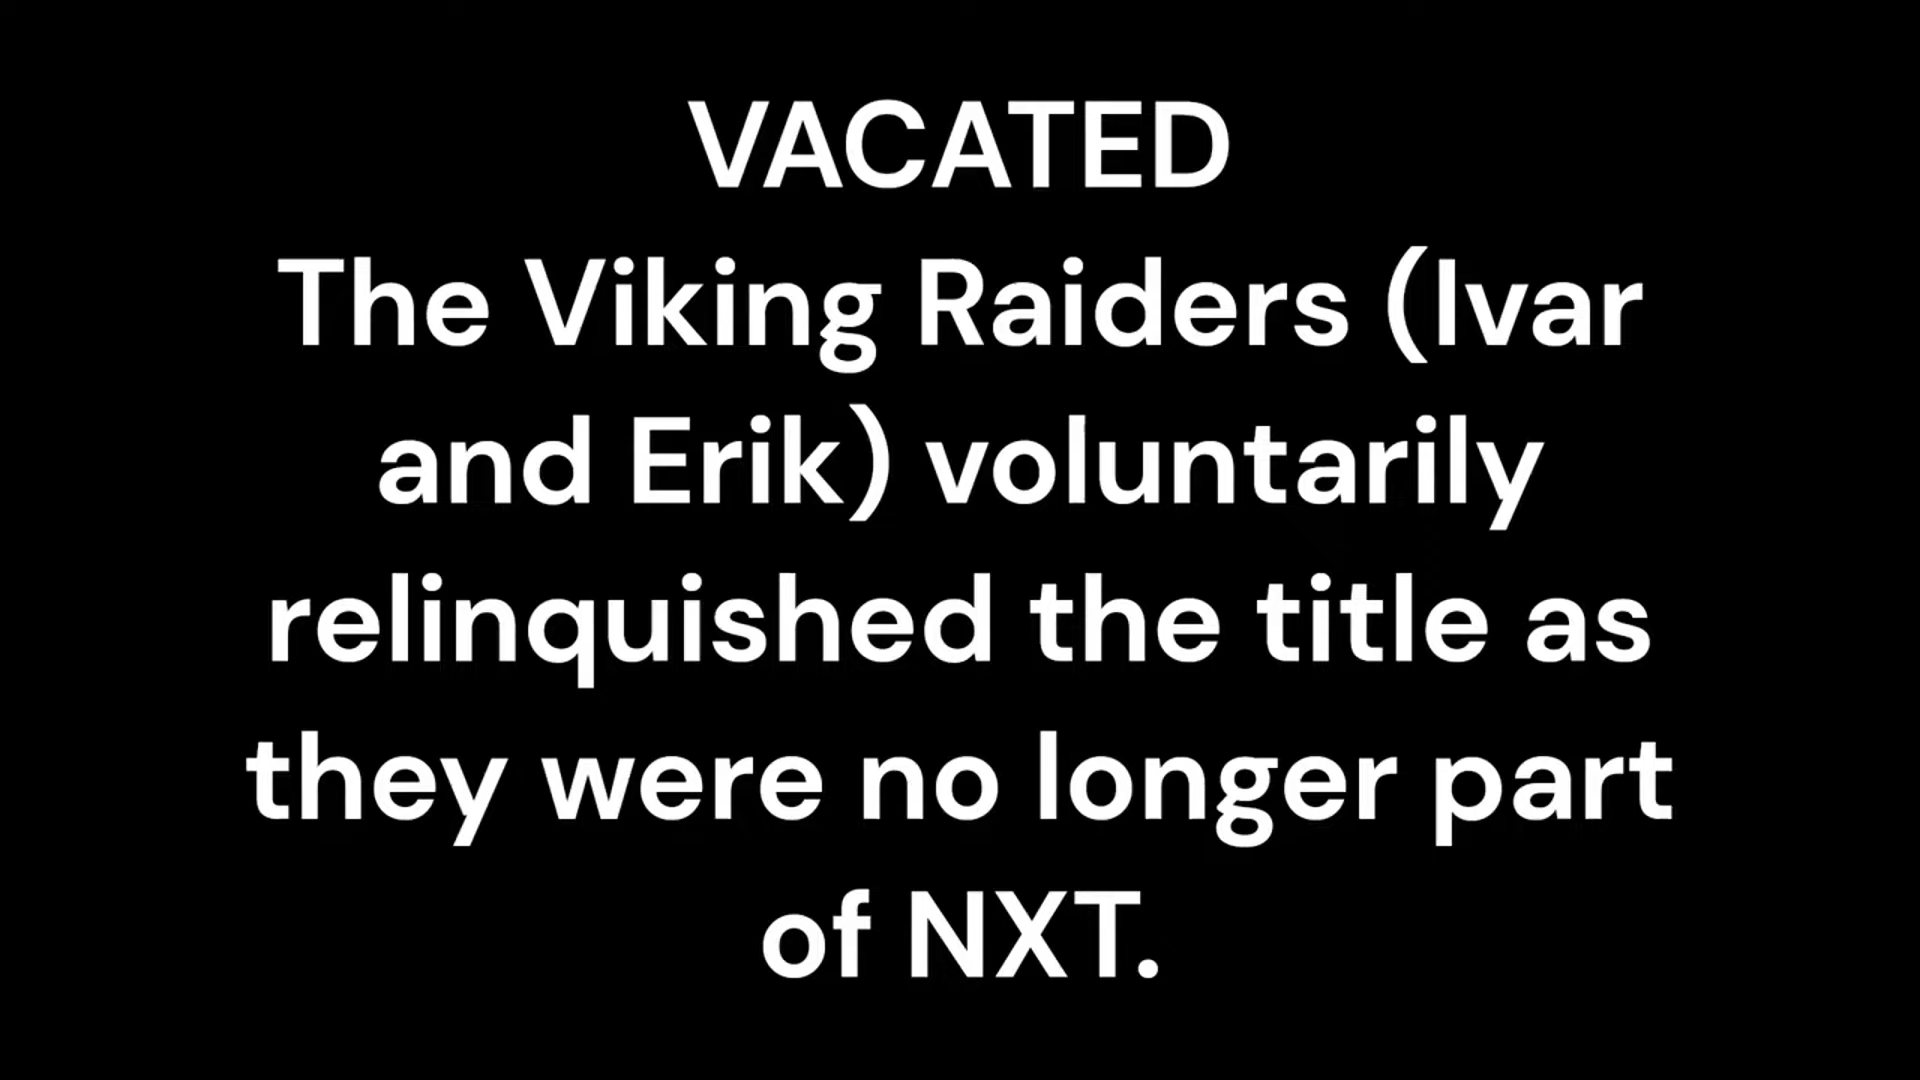 VACATED
The Viking Raiders (Ivar
and Erik) voluntarily
relinquished the title as
they were no longer part
of NXT.